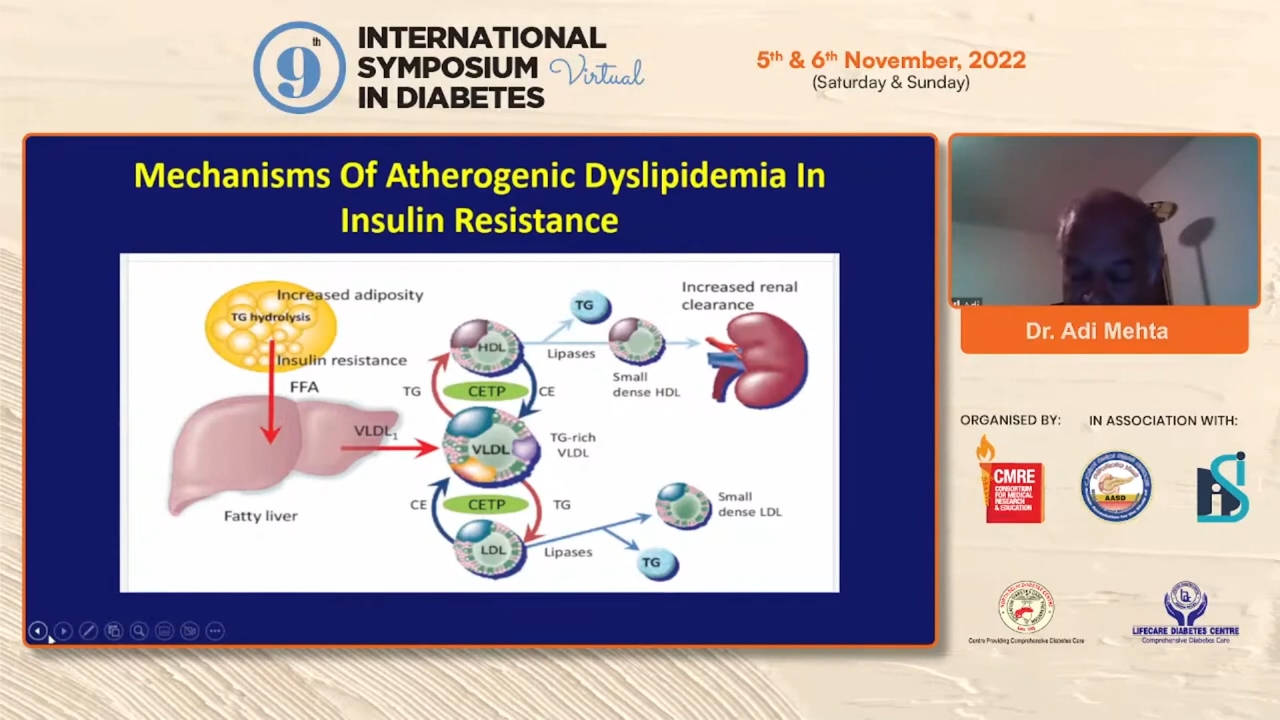 9th
INTERNATIONAL
SYMPOSIUM Virtual
IN DIABETES
5th & 6th November, 2022
(Saturday & Sunday)
Mechanisms Of Atherogenic Dyslipidemia In
Insulin Resistance
Increased adiposity
TG hydrolysis
Insulin resistance
FFA
VLDL1
Fatty liver
HDL
TG
CETP
CE
VLDL
TG-rich
VLDL
CE
CETP
TG
LDL
TG
Lipases
Small
dense HDL
Increased renal
clearance
Lipases
Small
dense LDL
TG
Adi
Dr. Adi Mehta
ORGANISED BY:
IN ASSOCIATION WITH:
CMRE
CONSORTIUM
FOR MEDICAL
RESEARCH
& EDUCATION
AASD
Centre Providing Comprehensive Diabetes Care
LIFECARE DIABETES CENTRE
Comprehensive Diabetes Care